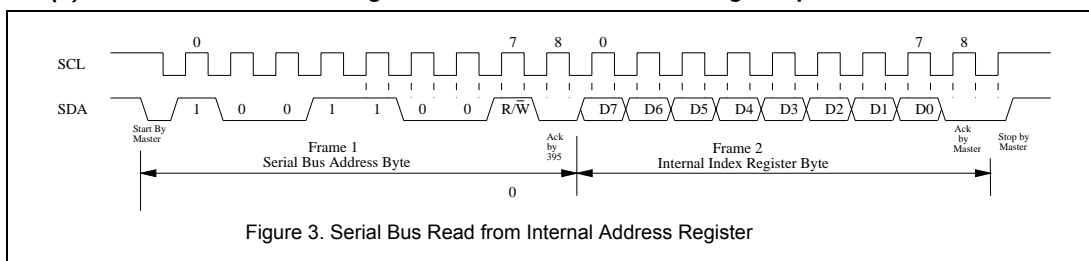 0 7 8 0 7 8
SCL
SDA 1 0 0 1 1 0 0 R/W̅ D7 D6 D5 D4 D3 D2 D1 D0
Start By
Master
Ack
by
395
Ack
by
Master
Stop by
Master
Frame 1
Serial Bus Address Byte
Frame 2
Internal Index Register Byte
0
Figure 3. Serial Bus Read from Internal Address Register